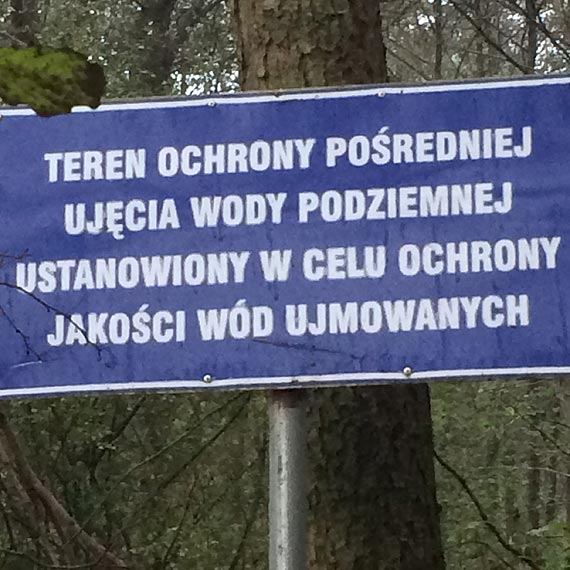 TEREN OCHRONY POŚREDNIEJ
UJĘCIA WODY PODZIEMNEJ
USTANOWIONY W CELU OCHRONY
JAKOŚCI WÓD UJMOWANYCH